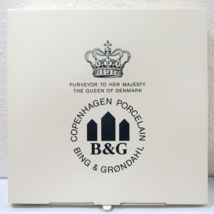 PURVEYOR TO HER MAJESTY
THE QUEEN OF DENMARK
COPENHAGEN PORCELAIN
B&G
BING & GRØNDAHL